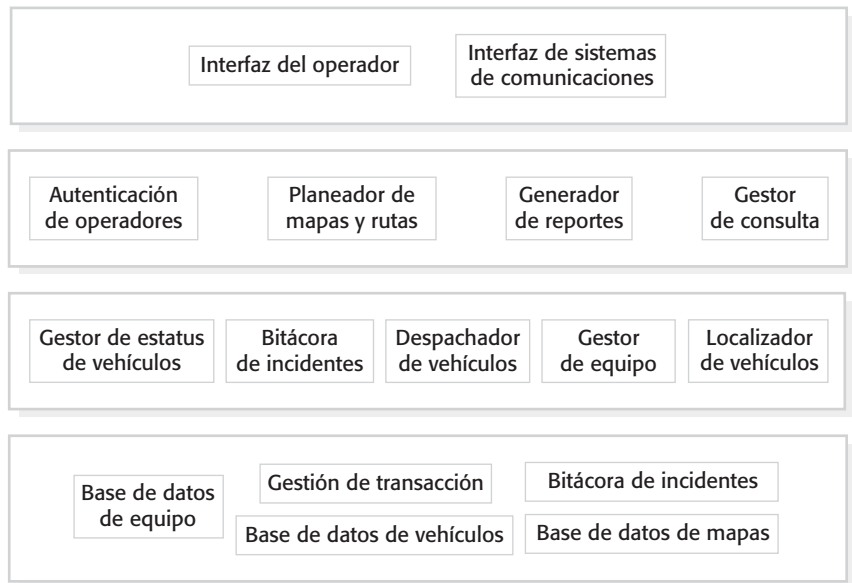 Interfaz del operador
Interfaz de sistemas
de comunicaciones
Autenticación
de operadores
Planeador de
mapas y rutas
Generador
de reportes
Gestor
de consulta
Gestor de estatus
de vehículos
Bitácora
de incidentes
Despachador
de vehículos
Gestor
de equipo
Localizador
de vehículos
Base de datos
de equipo
Gestión de transacción
Bitácora de incidentes
Base de datos de vehículos
Base de datos de mapas